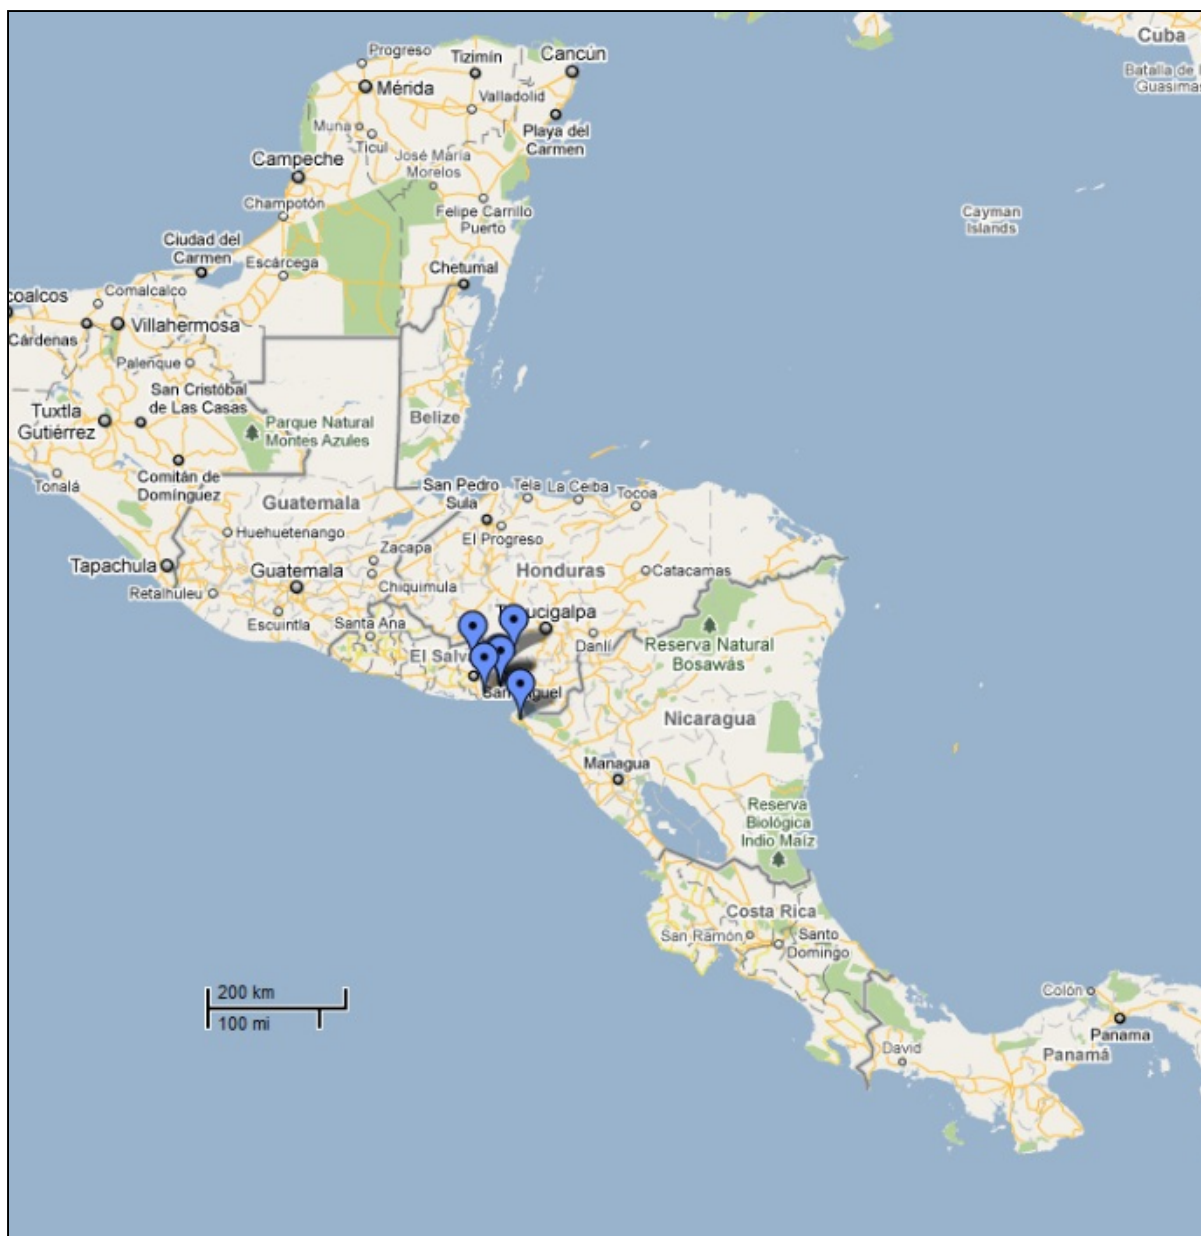 Cuba
Batalla de
Guasimas
Progreso
Tizimín
Cancún
Mérida
Valladolid
Muna
Ticul
Playa del
Carmen
José María
Morelos
Campeche
Champotón
Felipe Carrillo
Puerto
Cayman
Islands
Ciudad del
Carmen
Escárcega
Chetumal
coalcos
Comalcalco
Cárdenas
Villahermosa
Palenque
San Cristóbal
de Las Casas
Tuxtla
Gutiérrez
Parque Natural
Montes Azules
Belize
Tonalá
Comitán de
Domínguez
Guatemala
San Pedro
Sula
Tela
La Ceiba
Tocoa
Huehuetenango
El Progreso
Zacapa
Tapachula
Guatemala
Chiquimula
Honduras
Catacamas
Retalhuleu
Escuintla
Santa Ana
Danlí
Reserva Natural
Bosawás
El
Nicaragua
Managua
Reserva
Biológica
Indio Maíz
Costa Rica
San Ramón
Santo
Domingo
200 km
100 mi
Colón
Panama
David
Panamá